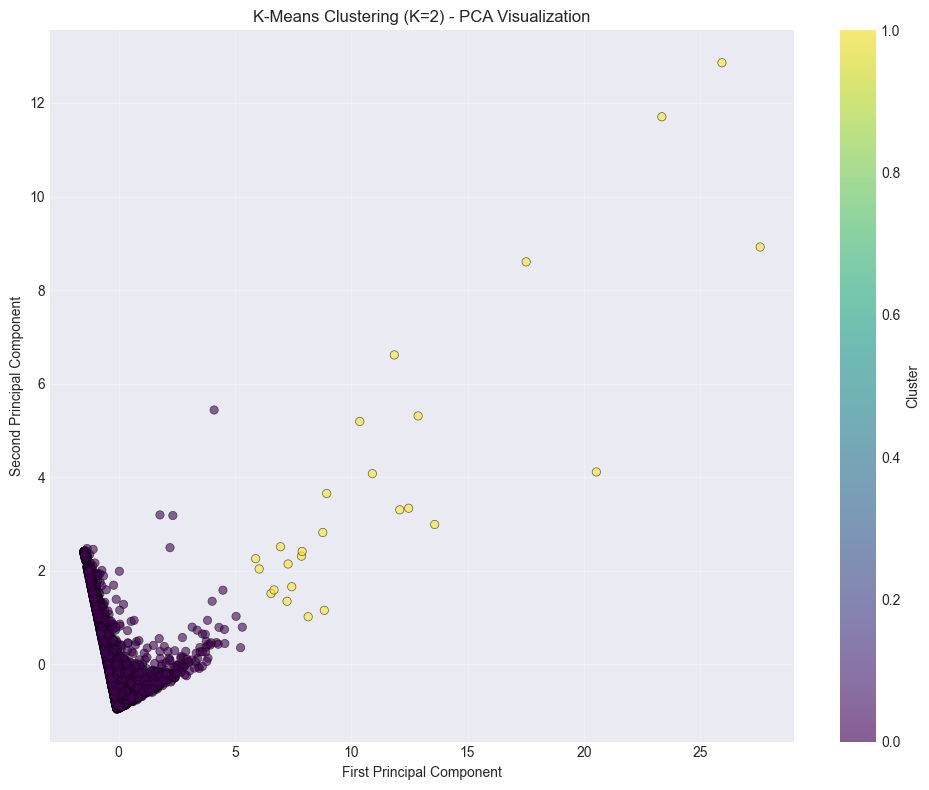 K-Means Clustering (K=2) - PCA Visualization
Second Principal Component
12
10
8
6
4
2
0
0 5 10 15 20 25
First Principal Component
1.0
0.8
0.6
0.4
0.2
0.0
Cluster